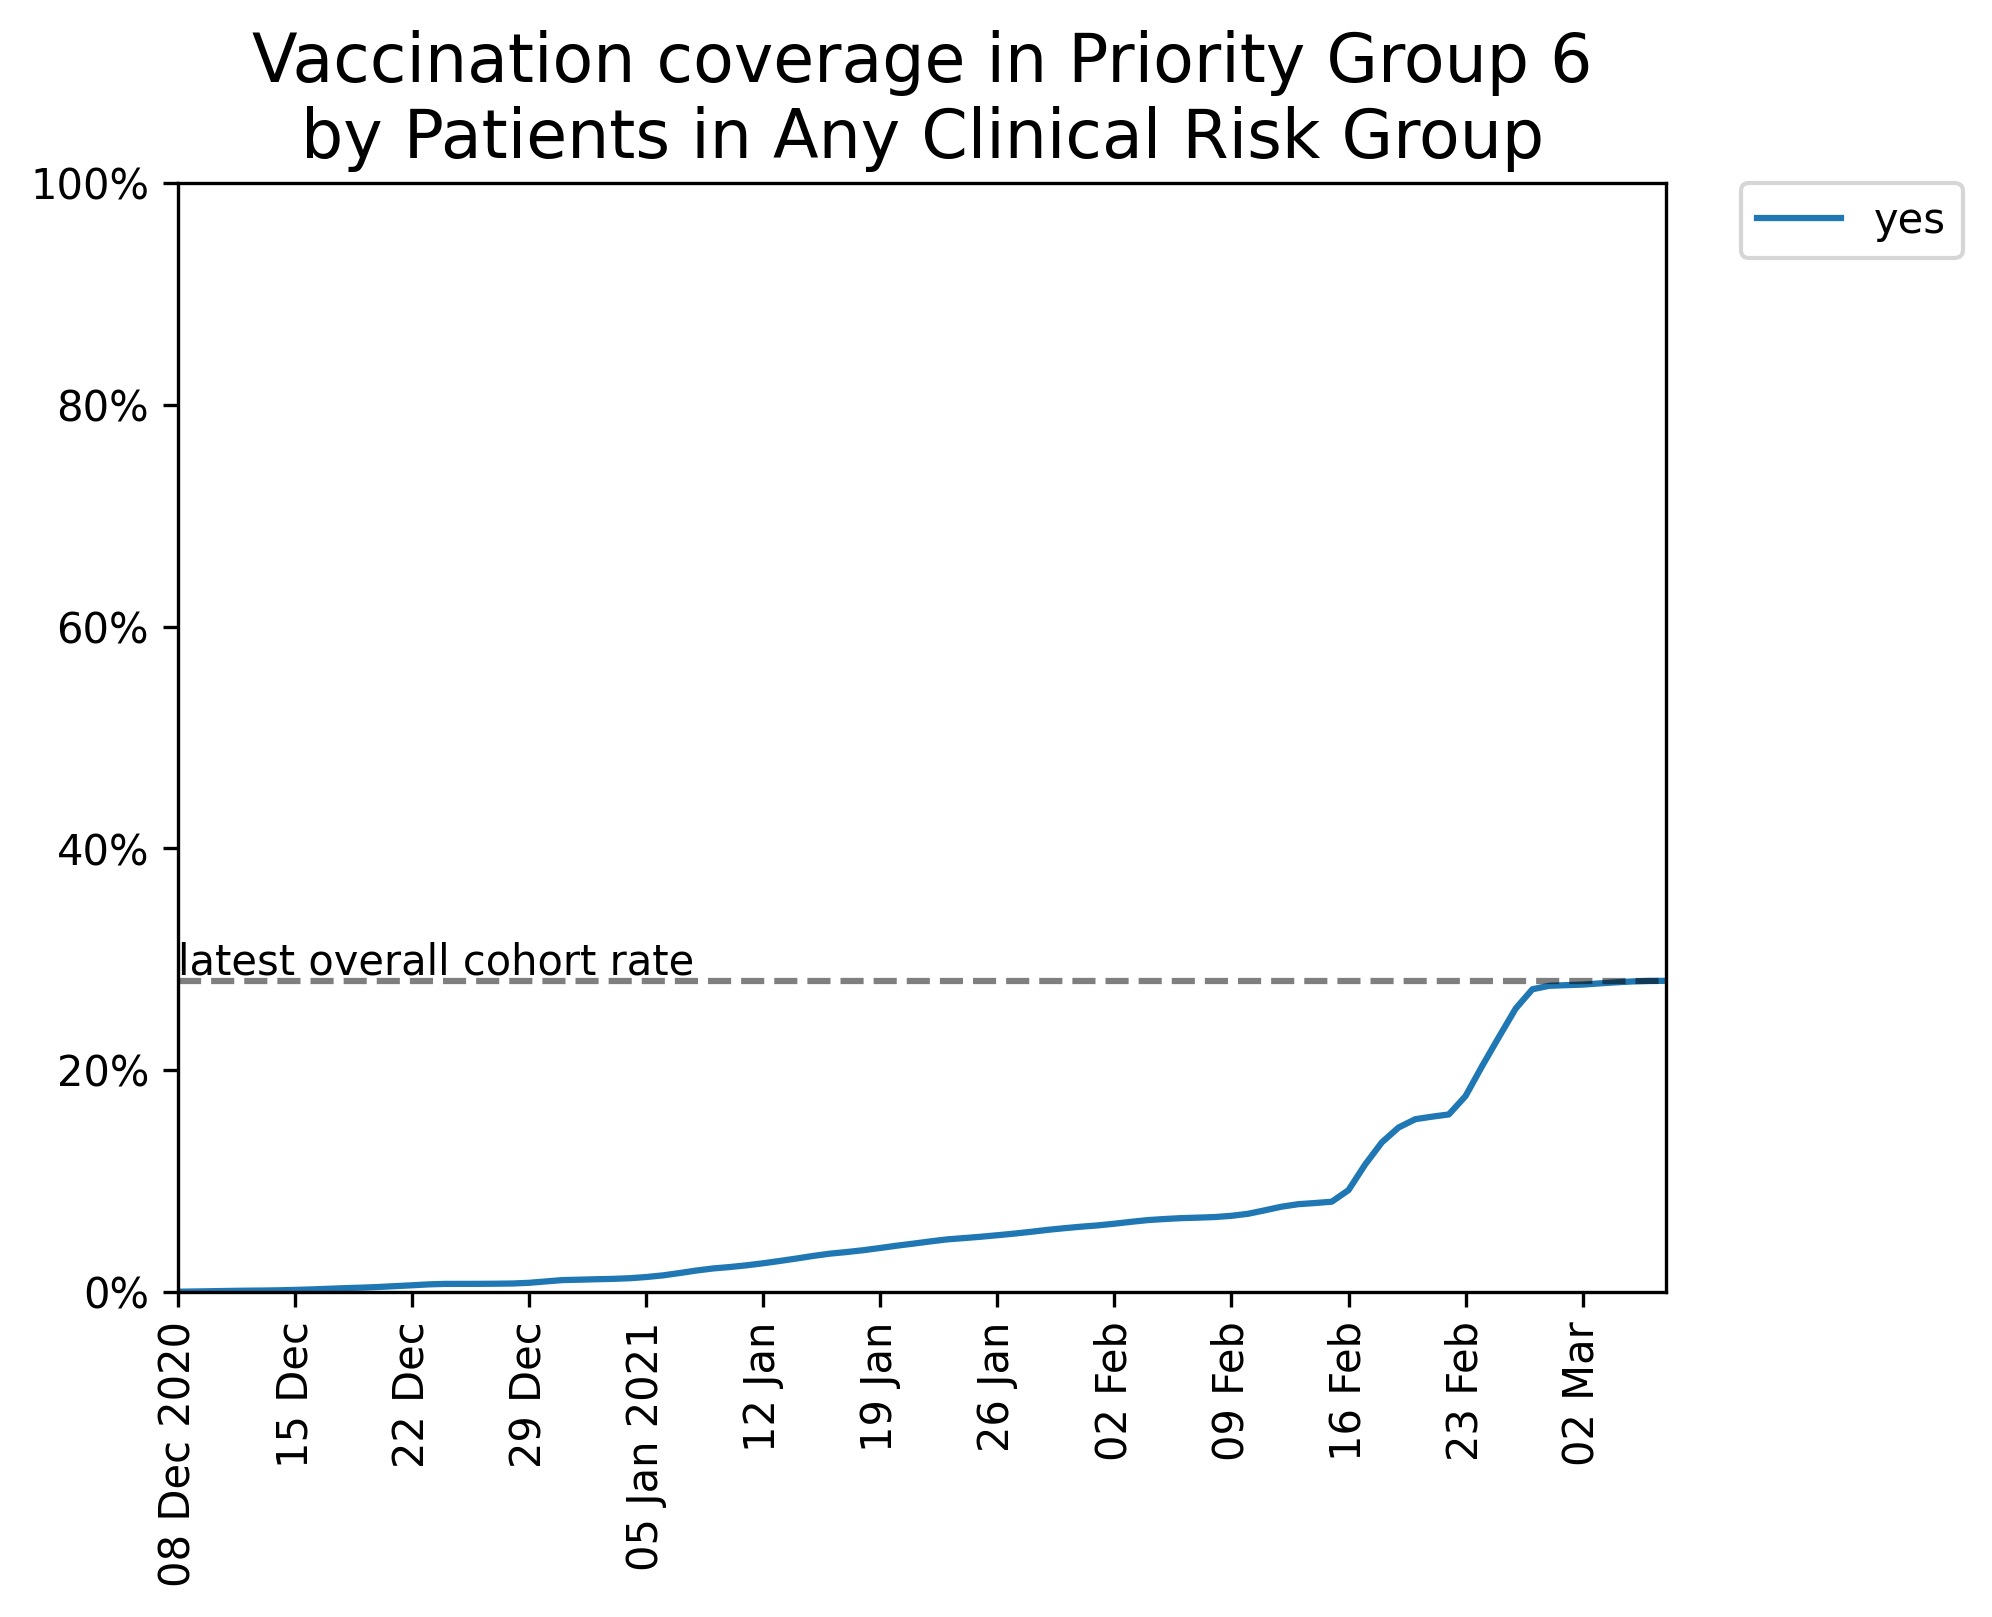 Vaccination coverage in Priority Group 6
by Patients in Any Clinical Risk Group
yes
100%
80%
60%
40%
20%
0%
latest overall cohort rate
08 Dec 2020
15 Dec
22 Dec
29 Dec
05 Jan 2021
12 Jan
19 Jan
26 Jan
02 Feb
09 Feb
16 Feb
23 Feb
02 Mar